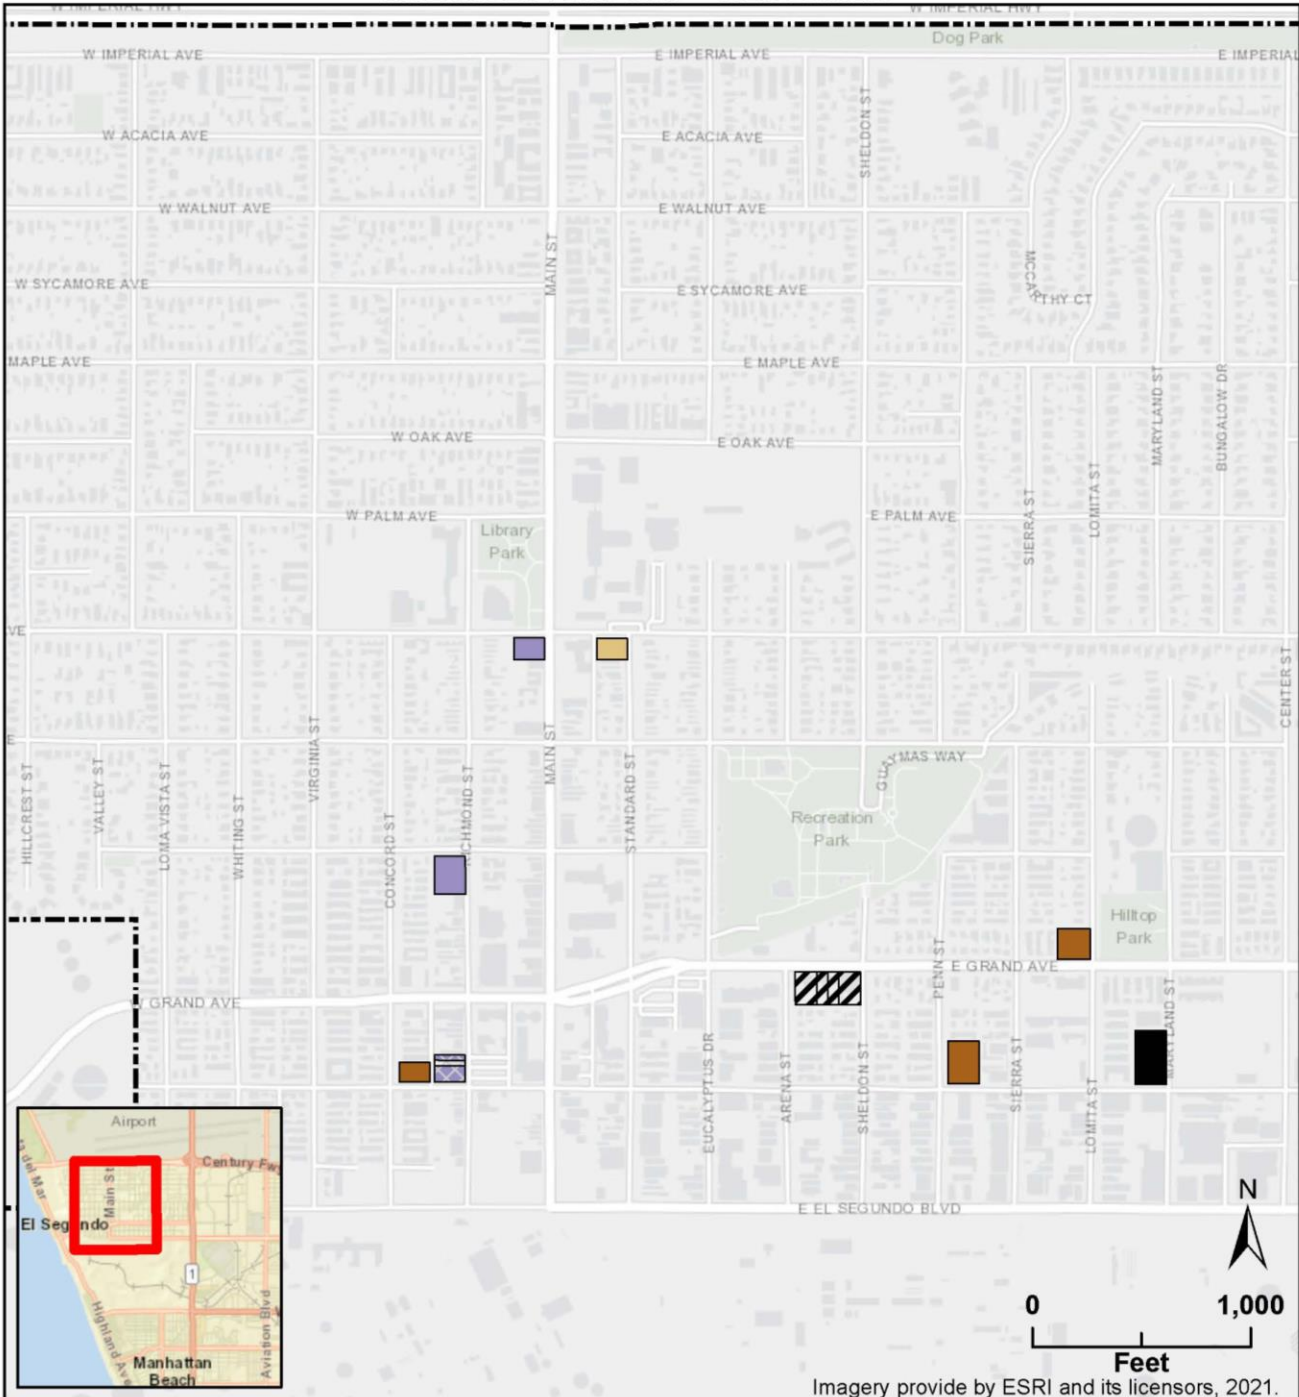 W IMPERIAL HWY
W IMPERIAL HWY
Dog Park
W IMPERIAL AVE
E IMPERIAL AVE
E IMPERIAL
W ACACIA AVE
E ACACIA AVE
SHELDON ST
W WALNUT AVE
E WALNUT AVE
MAIN ST
W SYCAMORE AVE
E SYCAMORE AVE
MCCARTHY CT
MAPLE AVE
E MAPLE AVE
MARYLAND ST
BUNGALOW DR
W OAK AVE
E OAK AVE
SIERRA ST
LOMITA ST
W PALM AVE
E PALM AVE
Library
Park
VE
E
CENTER ST
HILLCREST ST
VALLEY ST
LOMA VISTA ST
WHITING ST
VIRGINIA ST
CONCORD ST
RICHMOND ST
MAIN ST
STANDARD ST
GUAYMAS WAY
Recreation
Park
Hilltop
Park
PENN ST
E GRAND AVE
W GRAND AVE
MARYLAND ST
EUCALYPTUS DR
ARENA ST
SHELDON ST
SIERRA ST
LOMITA ST
E EL SEGUNDO BLVD
Airport
Century Fw
a del Mar
Main St
El Segundo
1
Highland Ave
Aviation Blvd
Manhattan
Beach
N
0 1,000
Feet
Imagery provide by ESRI and its licensors, 2021.